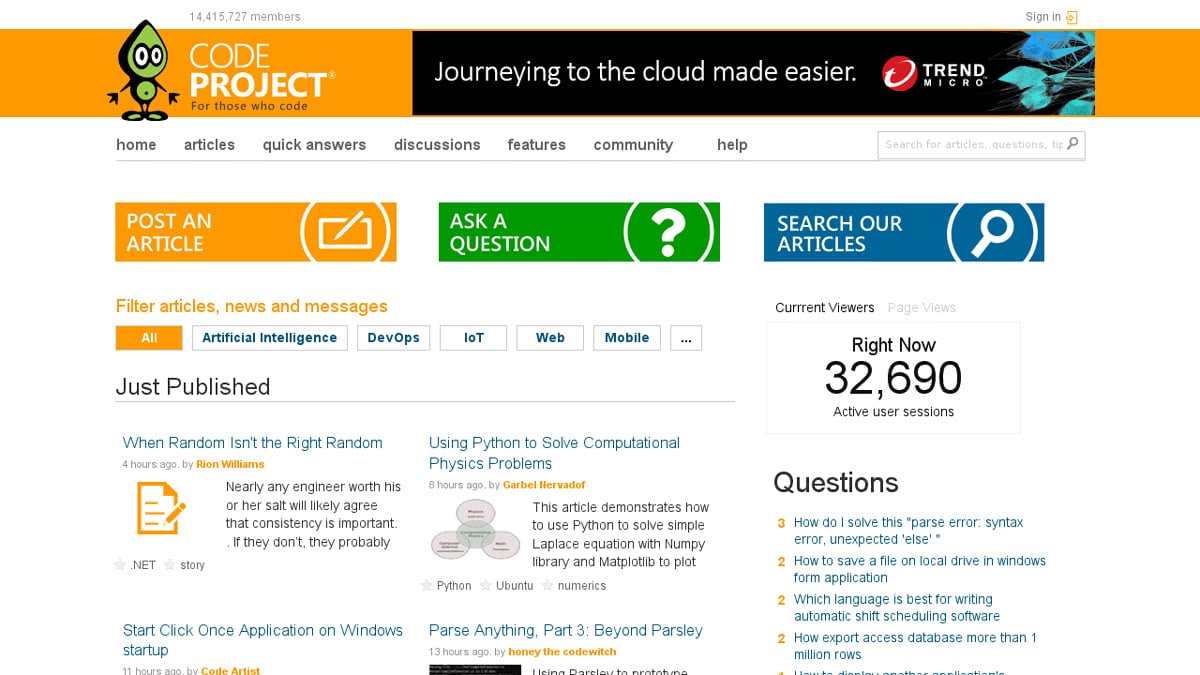 14,415,727 members
Sign in
CODE
PROJECT®
For those who code
Journeying to the cloud made easier.
TREND
MICRO
home articles quick answers discussions features community help
Search for articles, questions, tip
POST AN
ARTICLE
ASK A
QUESTION
SEARCH OUR
ARTICLES
Filter articles, news and messages
All Artificial Intelligence DevOps IoT Web Mobile ...
Just Published
When Random Isn't the Right Random
4 hours ago. by Rion Williams
Nearly any engineer worth his
or her salt will likely agree
that consistency is important.
. If they don't, they probably
.NET story
Using Python to Solve Computational
Physics Problems
8 hours ago. by Garbel Nervadof
This article demonstrates how
to use Python to solve simple
Laplace equation with Numpy
library and Matplotlib to plot
Python Ubuntu numerics
Start Click Once Application on Windows
startup
11 hours ago. by Code Artist
Parse Anything, Part 3: Beyond Parsley
13 hours ago. by honey the codewitch
Using Parsley to prototype
Currrent Viewers Page Views
Right Now
32,690
Active user sessions
Questions
3 How do I solve this "parse error: syntax
error, unexpected 'else' "
2 How to save a file on local drive in windows
form application
2 Which language is best for writing
automatic shift scheduling software
2 How export access database more than 1
million rows
How to display another application's